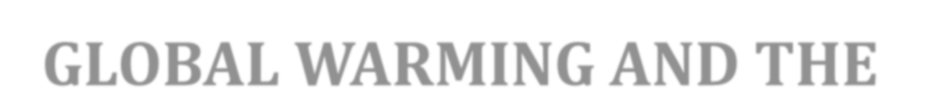 GLOBAL WARMING AND THE